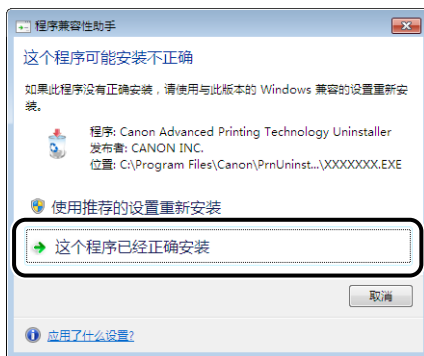 程序兼容性助手
这个程序可能安装不正确
如果此程序没有正确安装，请使用与此版本的 Windows 兼容的设置重新安
装。
程序: Canon Advanced Printing Technology Uninstaller
发布者: CANON INC.
位置: C:\Program Files\Canon\PrnUninst...\XXXXXXX.EXE
使用推荐的设置重新安装
这个程序已经正确安装
取消
应用了什么设置?